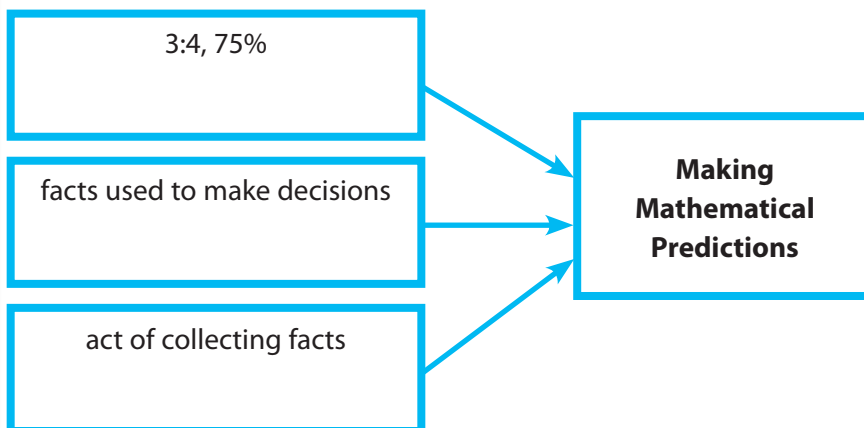 3:4, 75%
facts used to make decisions
act of collecting facts
Making
Mathematical
Predictions